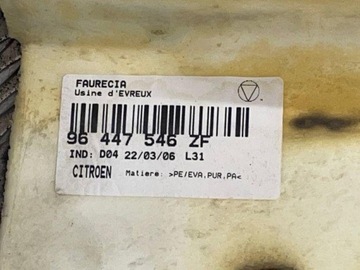 FAURECIA
Usine d'EVREUX
96 447 546 ZF
IND: D04 22/03/06 L31
CITROEN Matiere: >PE/EVA,PUR,PA<